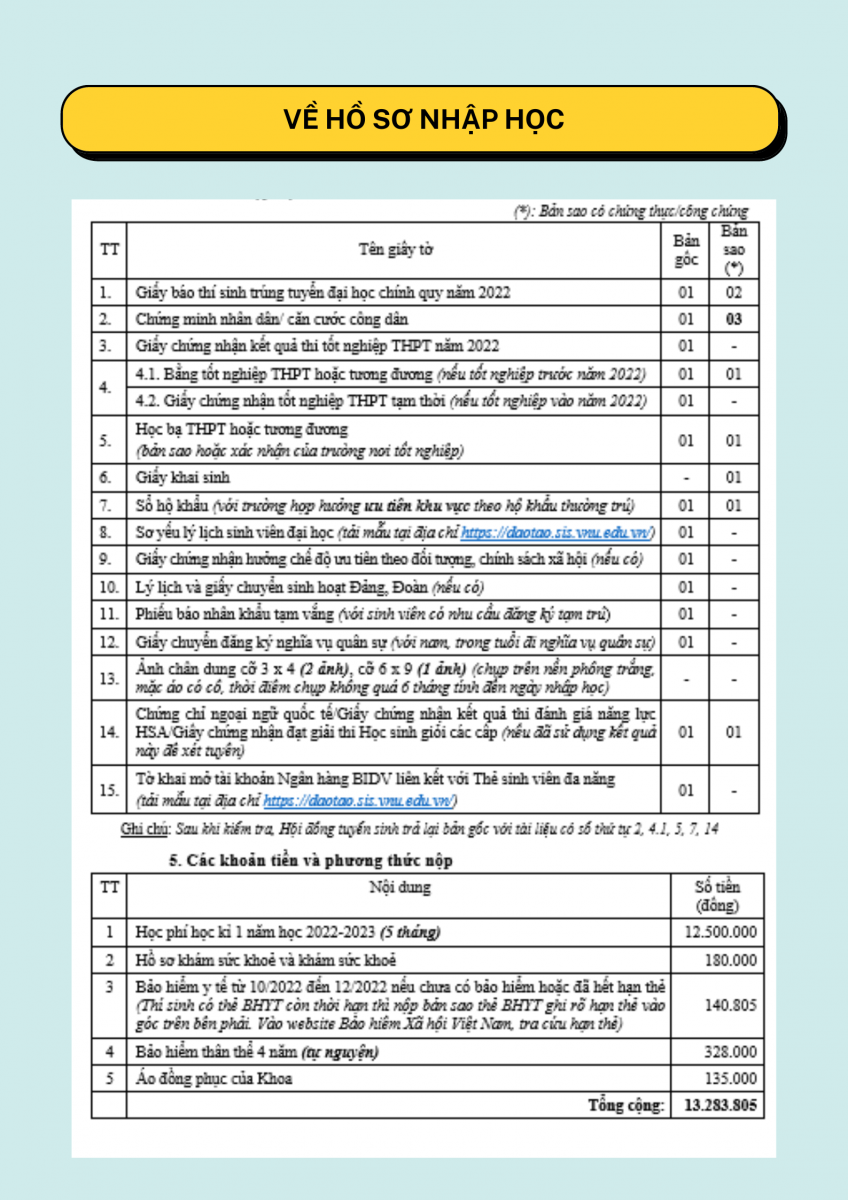 VỀ HỒ SƠ NHẬP HỌC
(*): Bản sao có chứng thực/công chứng
TT Tên giấy tờ Bản gốc Bản sao (*)
1. Giấy báo thí sinh trúng tuyển đại học chính quy năm 2022 01 02
2. Chứng minh nhân dân/ căn cước công dân 01 03
3. Giấy chứng nhận kết quả thi tốt nghiệp THPT năm 2022 01 -
4. 4.1. Bằng tốt nghiệp THPT hoặc tương đương (nếu tốt nghiệp trước năm 2022) 01 01
4.2. Giấy chứng nhận tốt nghiệp THPT tạm thời (nếu tốt nghiệp vào năm 2022) 01 -
5. Học bạ THPT hoặc tương đương
(bản sao hoặc xác nhận của trường nơi tốt nghiệp) 01 01
6. Giấy khai sinh - 01
7. Sổ hộ khẩu (với trường hợp hưởng ưu tiên khu vực theo hộ khẩu thường trú) 01 01
8. Sơ yếu lý lịch sinh viên đại học (tải mẫu tại địa chỉ https://daotao.sis.vnu.edu.vn/) 01 -
9. Giấy chứng nhận hưởng chế độ ưu tiên theo đối tượng, chính sách xã hội (nếu có) 01 -
10. Lý lịch và giấy chuyển sinh hoạt Đảng, Đoàn (nếu có) 01 -
11. Phiếu báo nhân khẩu tạm vắng (với sinh viên có nhu cầu đăng ký tạm trú) 01 -
12. Giấy chuyển đăng ký nghĩa vụ quân sự (với nam, trong tuổi đi nghĩa vụ quân sự) 01 -
13. Ảnh chân dung cỡ 3 x 4 (2 ảnh), cỡ 6 x 9 (1 ảnh) (chụp trên nền phông trắng,
mặc áo có cổ, thời điểm chụp không quá 6 tháng tính đến ngày nhập học) - -
14. Chứng chỉ ngoại ngữ quốc tế/Giấy chứng nhận kết quả thi đánh giá năng lực
HSA/Giấy chứng nhận đạt giải thi Học sinh giỏi các cấp (nếu đã sử dụng kết quả
này để xét tuyển) 01 01
15. Tờ khai mở tài khoản Ngân hàng BIDV liên kết với Thẻ sinh viên đa năng
(tải mẫu tại địa chỉ https://daotao.sis.vnu.edu.vn/) 01 -
Ghi chú: Sau khi kiểm tra, Hội đồng tuyển sinh trả lại bản gốc với tài liệu có số thứ tự 2, 4.1, 5, 7, 14
5. Các khoản tiền và phương thức nộp
TT Nội dung Số tiền (đồng)
1 Học phí học kì 1 năm học 2022-2023 (5 tháng) 12.500.000
2 Hồ sơ khám sức khoẻ và khám sức khoẻ 180.000
3 Bảo hiểm y tế từ 10/2022 đến 12/2022 nếu chưa có bảo hiểm hoặc đã hết hạn thẻ
(Thí sinh có thẻ BHYT còn thời hạn thì nộp bản sao thẻ BHYT ghi rõ hạn thẻ vào
góc trên bên phải. Vào website Bảo hiểm Xã hội Việt Nam, tra cứu hạn thẻ) 140.805
4 Bảo hiểm thân thể 4 năm (tự nguyện) 328.000
5 Áo đồng phục của Khoa 135.000
Tổng cộng: 13.283.805